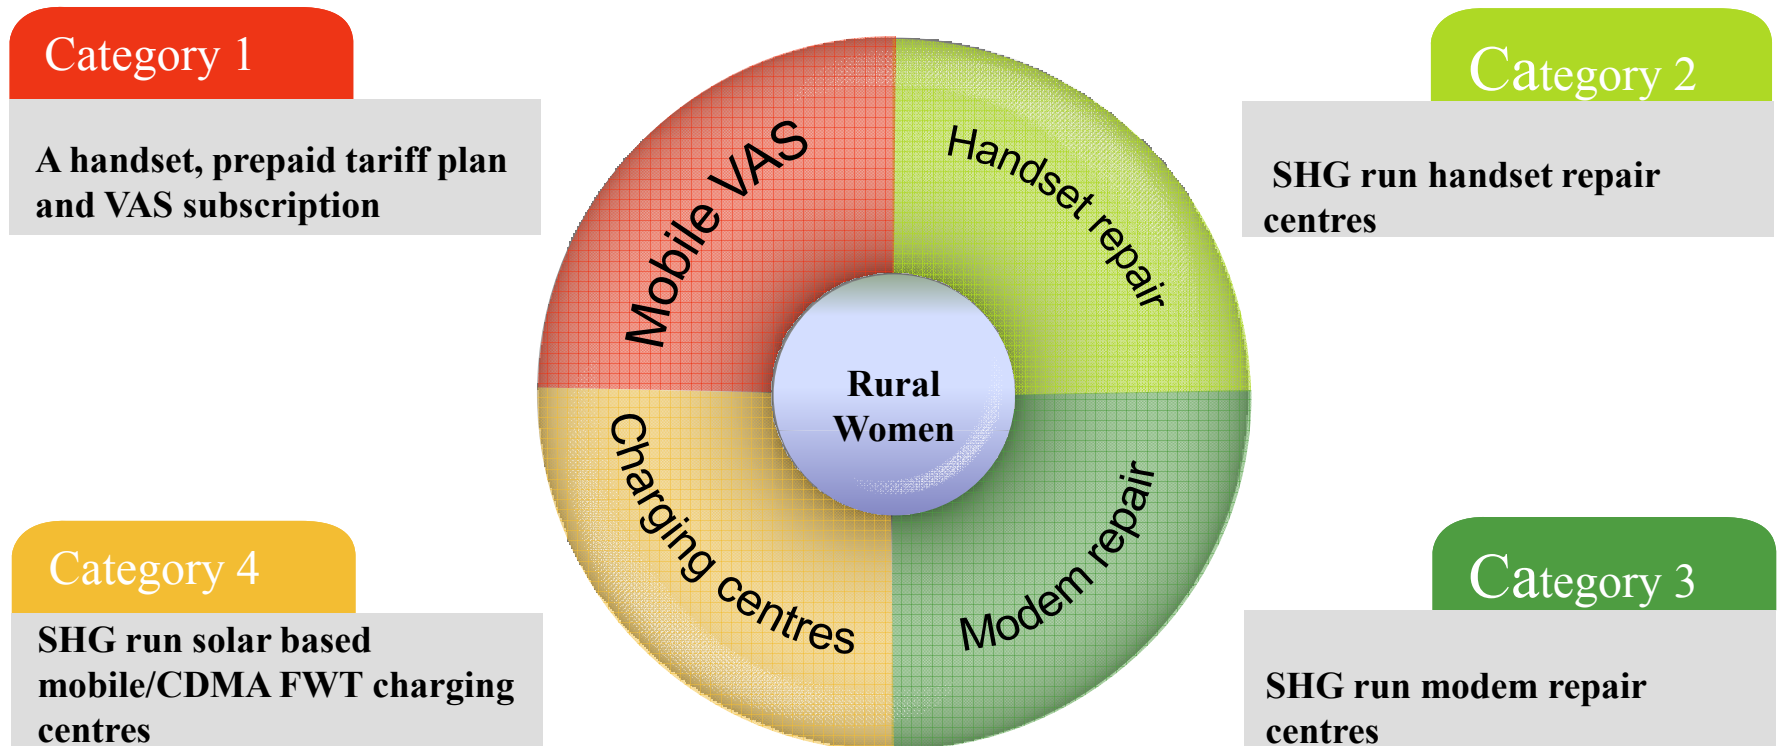 Category 1
A handset, prepaid tariff plan
and VAS subscription
Category 2
SHG run handset repair
centres
Mobile VAS
Handset repair
Rural
Women
Charging centres
Modem repair
Category 4
SHG run solar based
mobile/CDMA FWT charging
centres
Category 3
SHG run modem repair
centres